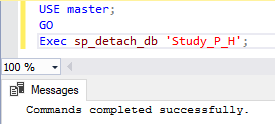 USE master;
GO
Exec sp_detach_db 'Study_P_H';
100 %
Messages
Commands completed successfully.